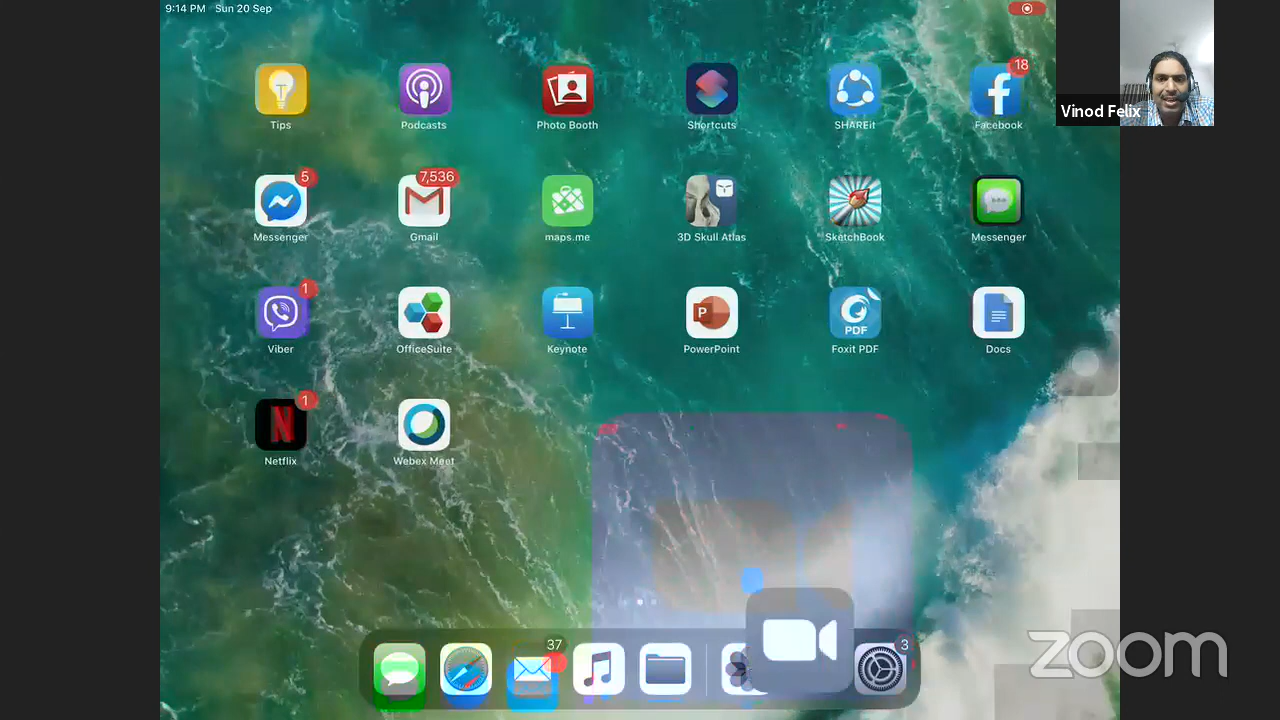 9:14 PM Sun 20 Sep
18
Tips
Podcasts
Photo Booth
Shortcuts
SHAREit
Facebook
Vinod Felix
5
7,536
Messenger
Gmail
maps.me
3D Skull Atlas
SketchBook
Messenger
1
P
PDF
Viber
OfficeSuite
Keynote
PowerPoint
Foxit PDF
Docs
1
N
Netflix
Webex Meet
37
3
zoom